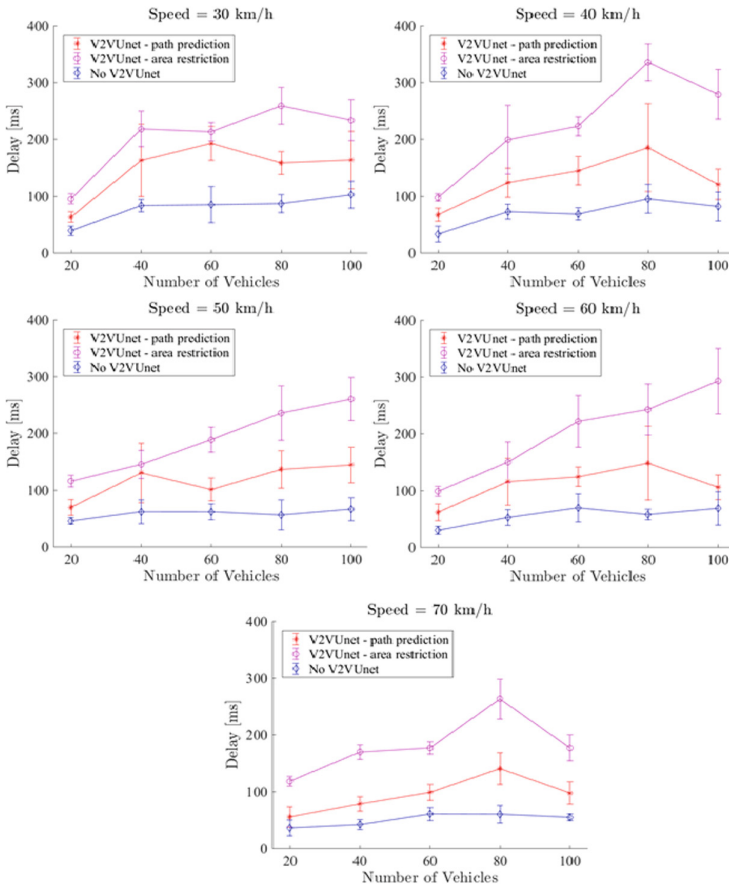 Speed = 30 km/h
V2VUnet - path prediction
V2VUnet - area restriction
No V2VUnet
Delay [ms]
400
300
200
100
0
20 40 60 80 100
Number of Vehicles
Speed = 40 km/h
V2VUnet - path prediction
V2VUnet - area restriction
No V2VUnet
Delay [ms]
400
300
200
100
0
20 40 60 80 100
Number of Vehicles
Speed = 50 km/h
V2VUnet - path prediction
V2VUnet - area restriction
No V2VUnet
Delay [ms]
400
300
200
100
0
20 40 60 80 100
Number of Vehicles
Speed = 60 km/h
V2VUnet - path prediction
V2VUnet - area restriction
No V2VUnet
Delay [ms]
400
300
200
100
0
20 40 60 80 100
Number of Vehicles
Speed = 70 km/h
V2VUnet - path prediction
V2VUnet - area restriction
No V2VUnet
Delay [ms]
400
300
200
100
0
20 40 60 80 100
Number of Vehicles